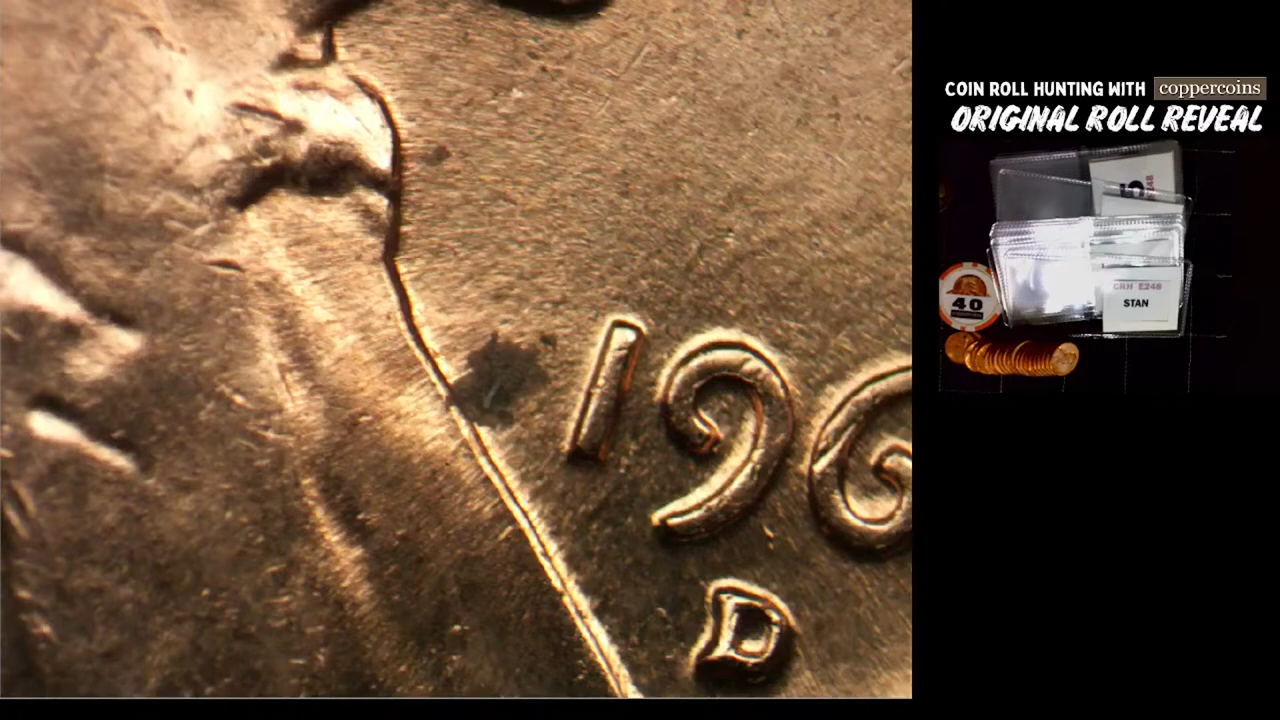 196
D
COIN ROLL HUNTING WITH coppercoins
ORIGINAL ROLL REVEAL
40
CRH E248
STAN